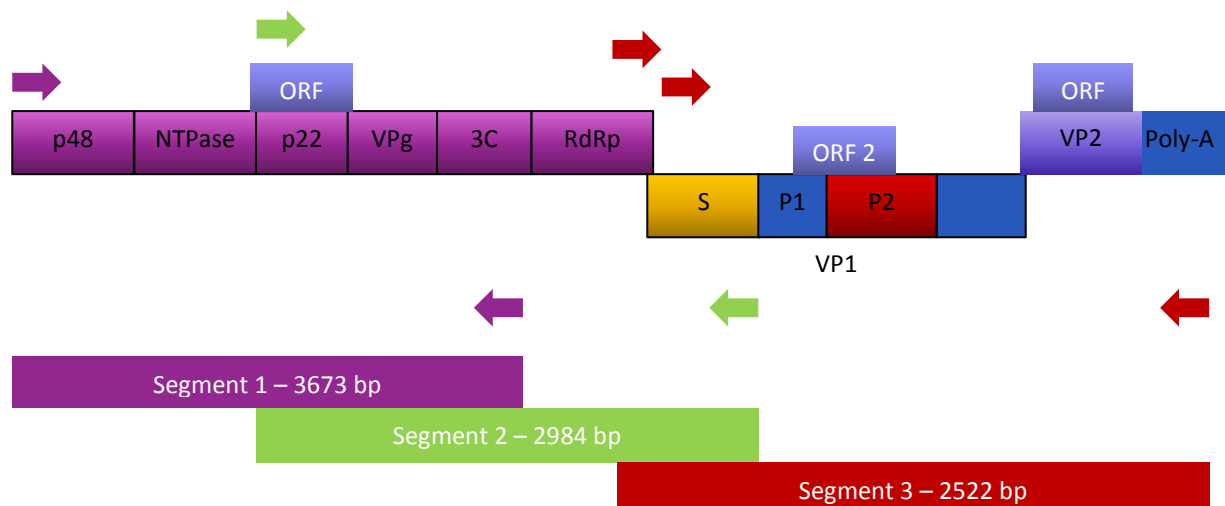 ORF
ORF
p48 NTPase p22 VPg 3C RdRp
ORF 2
VP2 Poly-A
S P1 P2
VP1
Segment 1 – 3673 bp
Segment 2 – 2984 bp
Segment 3 – 2522 bp